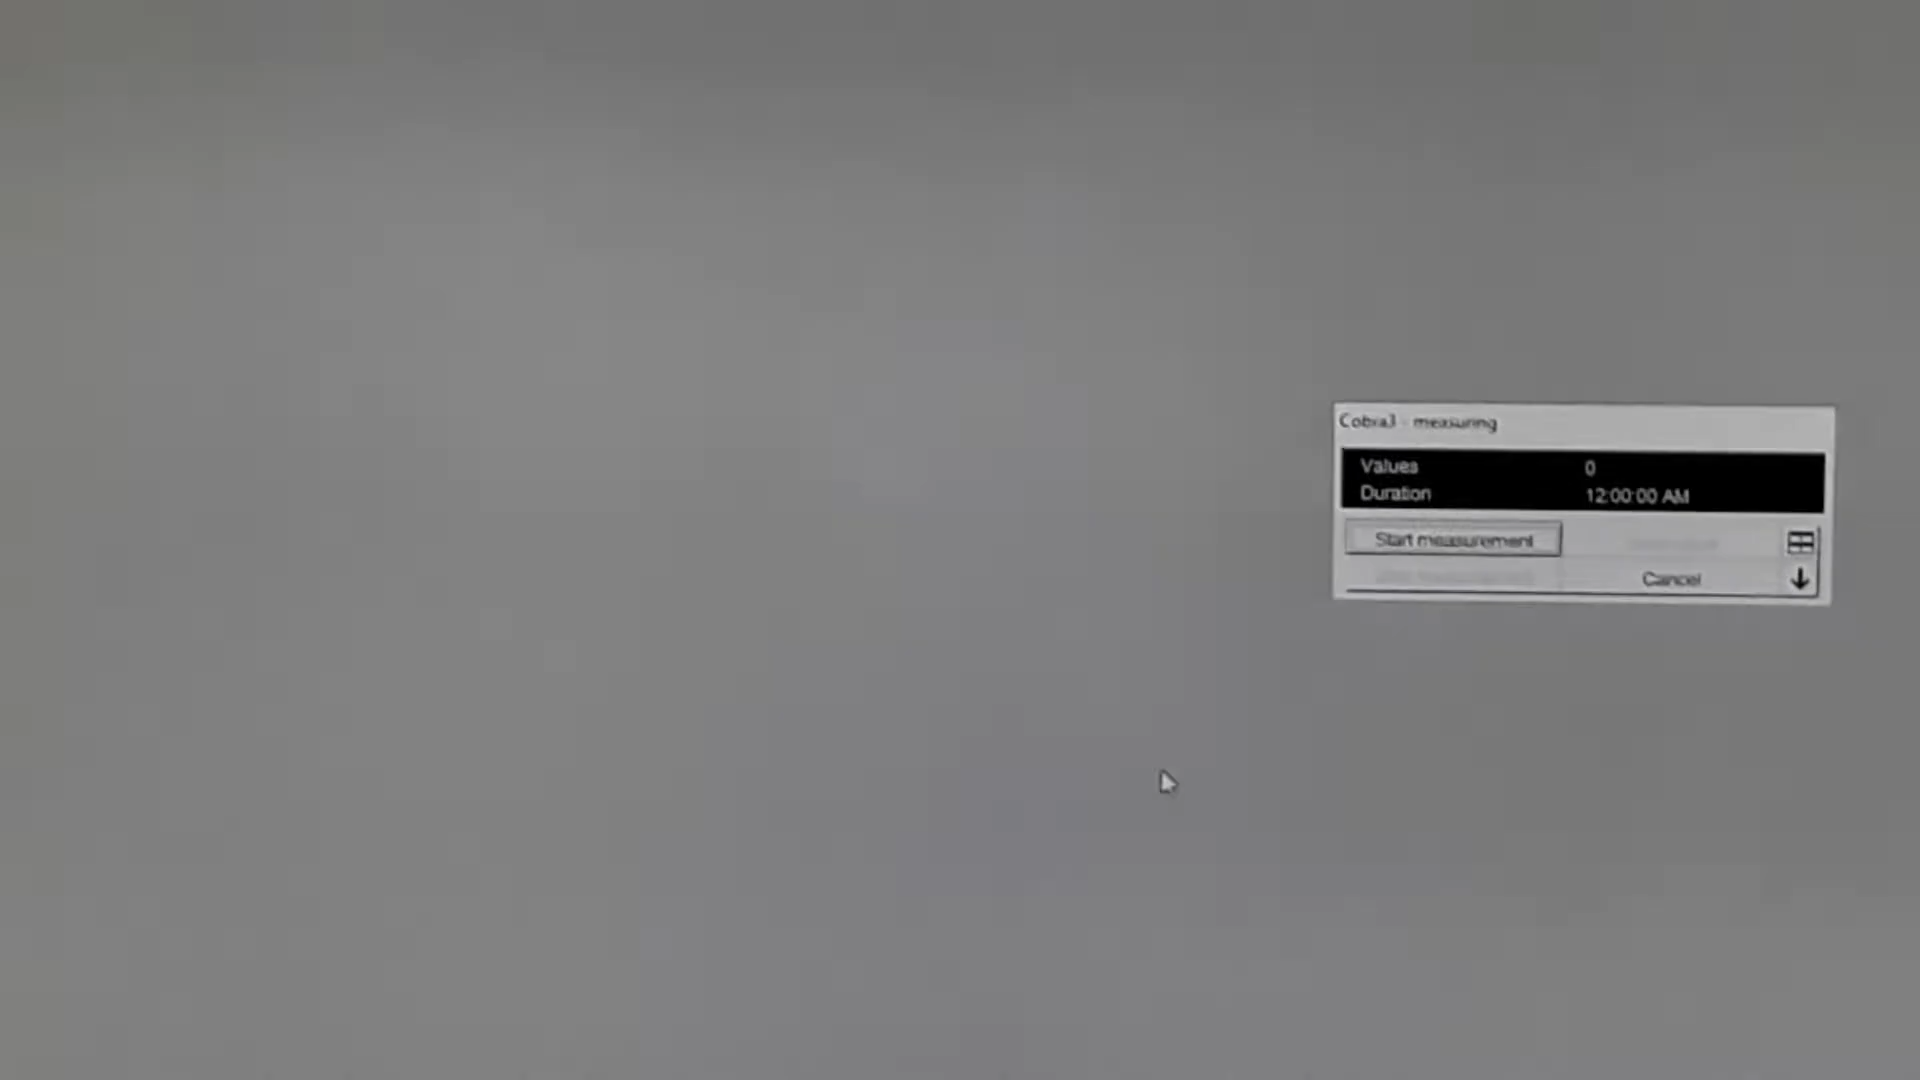 Cobra3 - measuring
Values 0
Duration 12:00:00 AM
Start measurement
Cancel